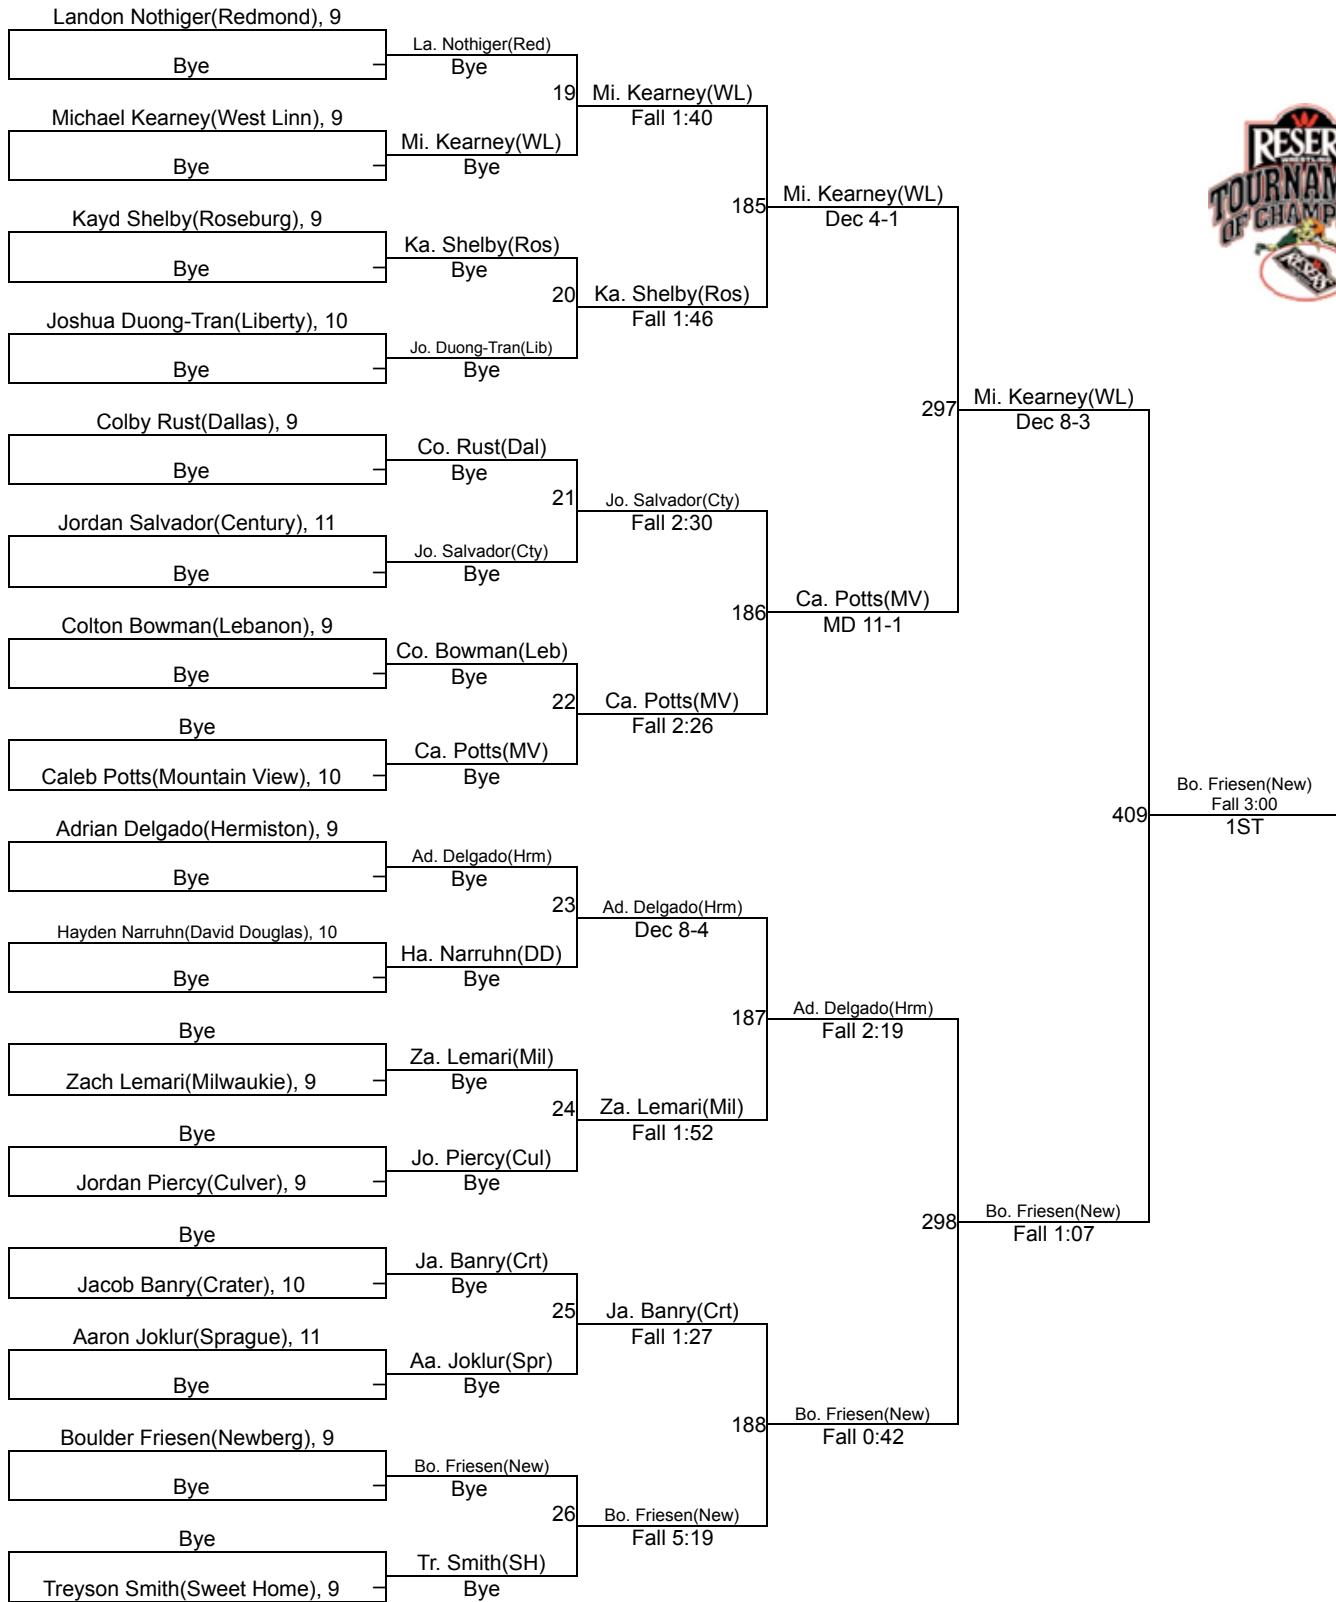 Landon Nothiger(Redmond), 9
Bye
Michael Kearney(West Linn), 9
Bye
Kayd Shelby(Roseburg), 9
Bye
Joshua Duong-Tran(Liberty), 10
Bye
Colby Rust(Dallas), 9
Bye
Jordan Salvador(Century), 11
Bye
Colton Bowman(Lebanon), 9
Bye
Bye
Caleb Potts(Mountain View), 10
Adrian Delgado(Hermiston), 9
Bye
Hayden Narruhn(David Douglas), 10
Bye
Bye
Zach Lemari(Milwaukie), 9
Bye
Jordan Piercy(Culver), 9
Bye
Jacob Banry(Crater), 10
Aaron Joklur(Sprague), 11
Bye
Boulder Friesen(Newberg), 9
Bye
Bye
Treyson Smith(Sweet Home), 9
La. Nothiger(Red)
Bye
19
Mi. Kearney(WL)
Bye
Ka. Shelby(Ros)
Bye
20
Jo. Duong-Tran(Lib)
Bye
Co. Rust(Dal)
Bye
21
Jo. Salvador(Cty)
Bye
Co. Bowman(Leb)
Bye
22
Ca. Potts(MV)
Bye
Ad. Delgado(Hrm)
Bye
23
Ha. Narruhn(DD)
Bye
Za. Lemari(Mil)
Bye
24
Jo. Piercy(Cul)
Bye
Ja. Banry(Crt)
Bye
25
Aa. Joklur(Spr)
Bye
Bo. Friesen(New)
Bye
26
Tr. Smith(SH)
Bye
Mi. Kearney(WL)
Fall 1:40
185
Ka. Shelby(Ros)
Fall 1:46
Jo. Salvador(Cty)
Fall 2:30
186
Ca. Potts(MV)
Fall 2:26
Ad. Delgado(Hrm)
Dec 8-4
187
Za. Lemari(Mil)
Fall 1:52
Ja. Banry(Crt)
Fall 1:27
188
Bo. Friesen(New)
Fall 5:19
Mi. Kearney(WL)
Dec 4-1
297
Ca. Potts(MV)
MD 11-1
Ad. Delgado(Hrm)
Fall 2:19
298
Bo. Friesen(New)
Fall 0:42
Mi. Kearney(WL)
Dec 8-3
409
Bo. Friesen(New)
Fall 1:07
Bo. Friesen(New)
Fall 3:00
1ST
RESER
TOURNAM
OF CHAMP